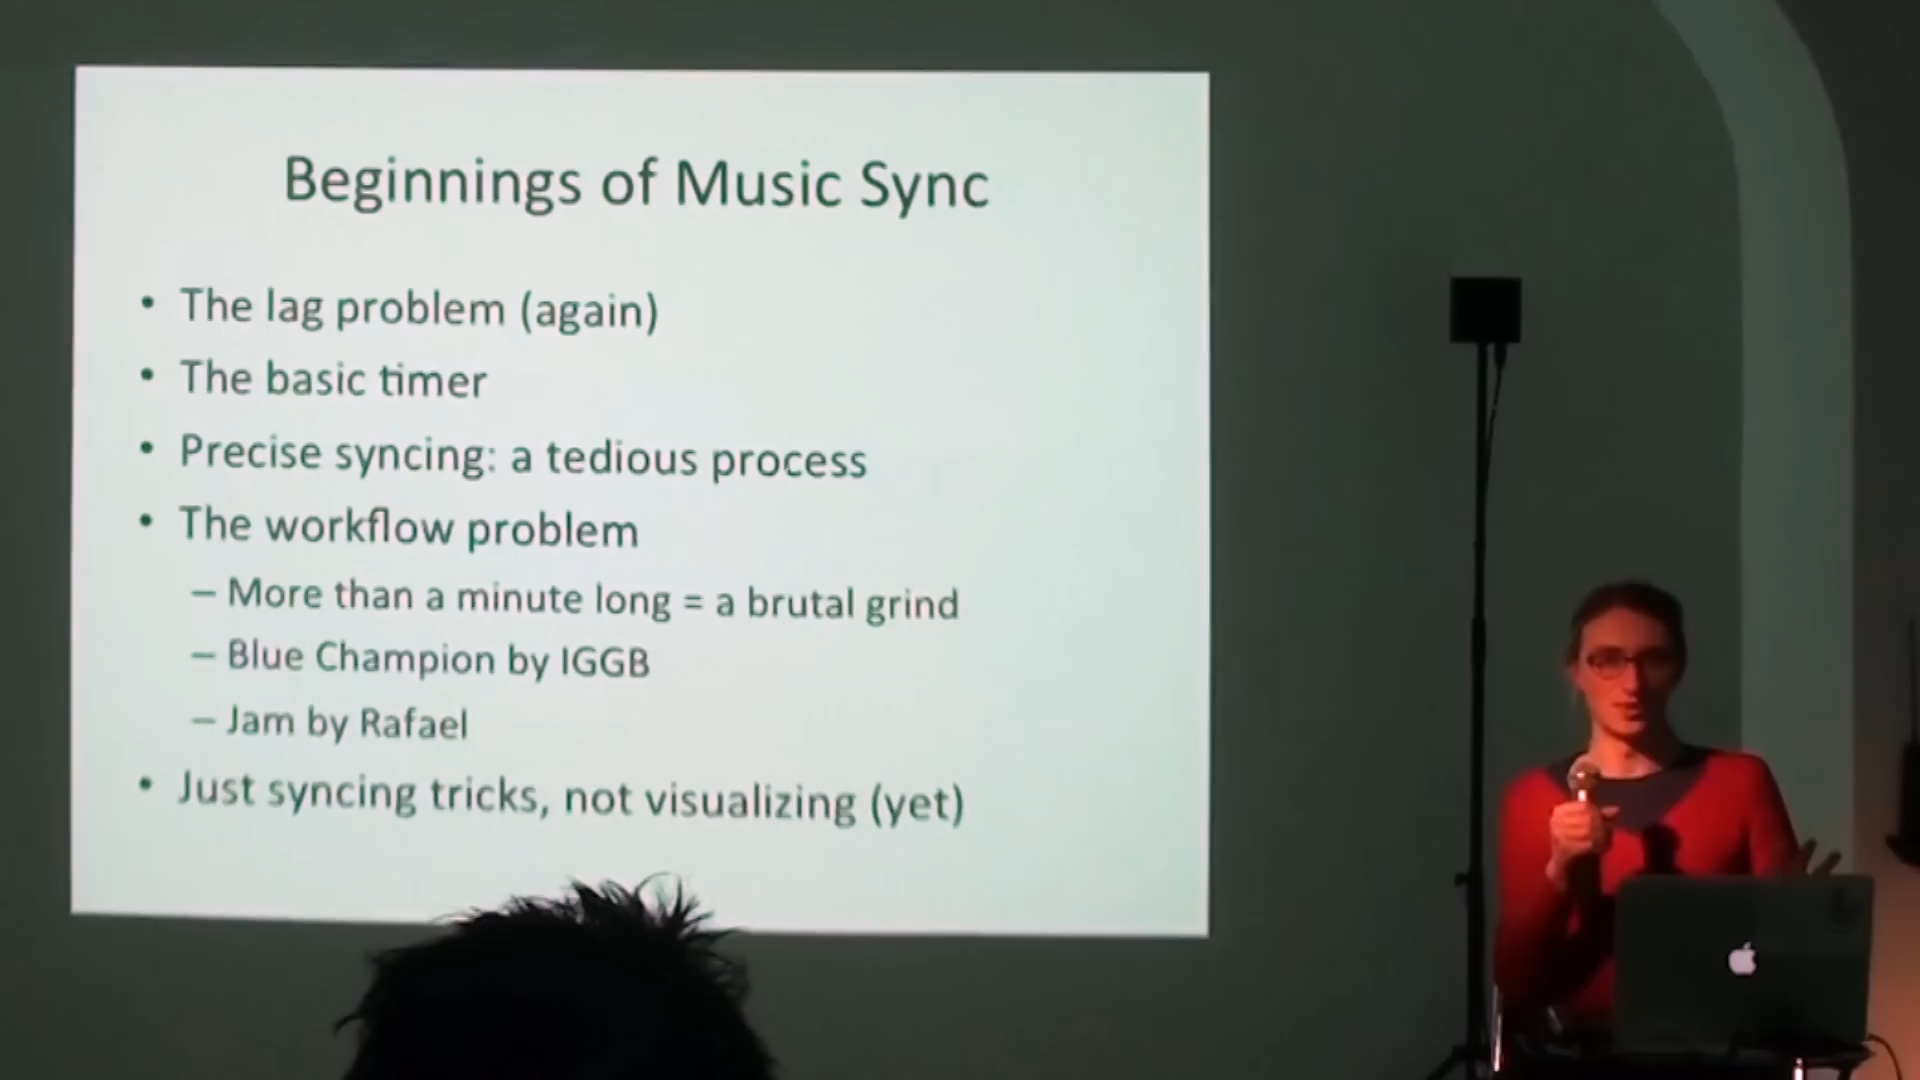 Beginnings of Music Sync
• The lag problem (again)
• The basic timer
• Precise syncing: a tedious process
• The workflow problem
– More than a minute long = a brutal grind
– Blue Champion by IGGB
– Jam by Rafael
• Just syncing tricks, not visualizing (yet)